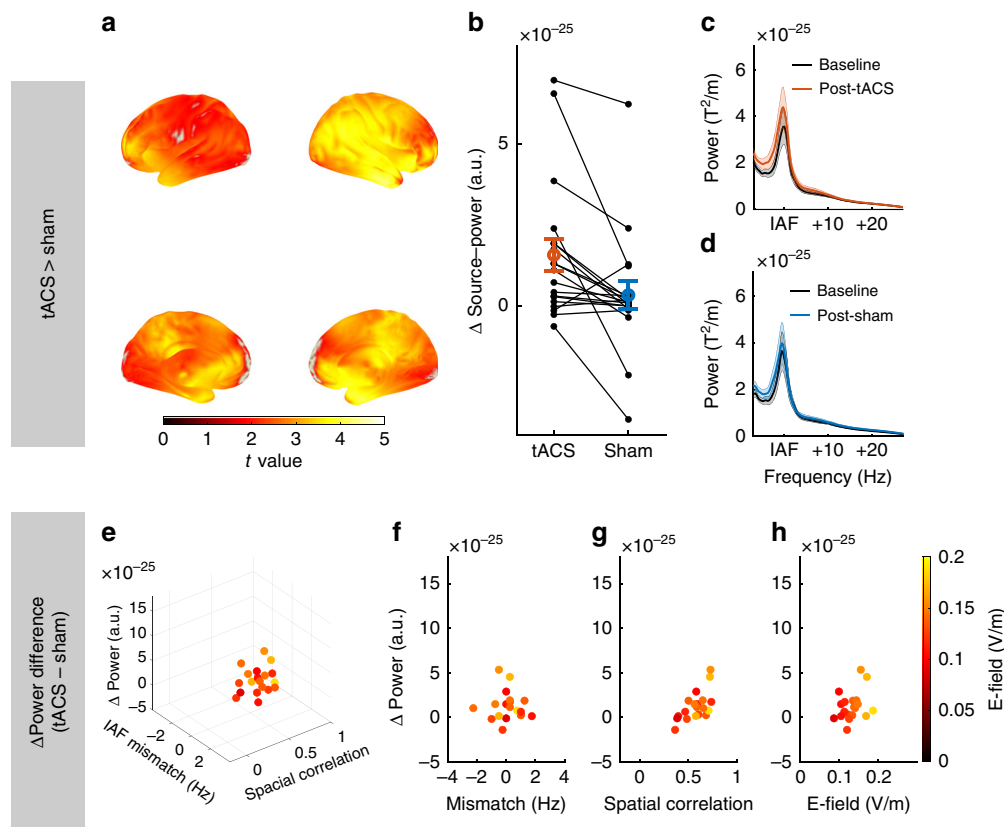 a
b
c
×10⁻²⁵
×10⁻²⁵
tACS > sham
5
0
Δ Source–power (a.u.)
tACS
Sham
0
1
2
3
4
5
t value
Power (T²/m)
6
4
2
0
Baseline
Post-tACS
IAF
+10
+20
d
×10⁻²⁵
Power (T²/m)
6
4
2
0
Baseline
Post-sham
IAF
+10
+20
Frequency (Hz)
ΔPower difference
(tACS – sham)
e
×10⁻²⁵
Δ Power (a.u.)
15
10
5
0
−5
−2
0
2
IAF mismatch (Hz)
0
0.5
1
Spacial correlation
f
×10⁻²⁵
Δ Power (a.u.)
15
10
5
0
−5
−4
−2
0
2
4
Mismatch (Hz)
g
×10⁻²⁵
15
10
5
0
−5
0
0.5
1
Spatial correlation
h
×10⁻²⁵
15
10
5
0
−5
0
0.1
0.2
E-field (V/m)
0.2
0.15
0.1
0.05
0
E-field (V/m)